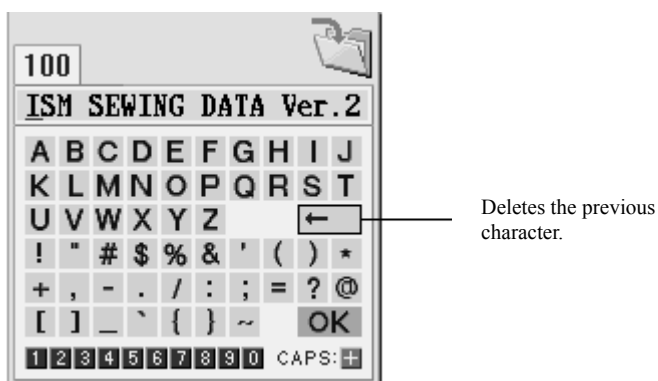 100
ISM SEWING DATA Ver.2
A B C D E F G H I J
K L M N O P Q R S T
U V W X Y Z ←
Deletes the previous
character.
! " # $ % & ' ( ) *
+ , - . / : ; = ? @
[ ] _ ` { } ~ OK
1 2 3 4 5 6 7 8 9 0 CAPS: +